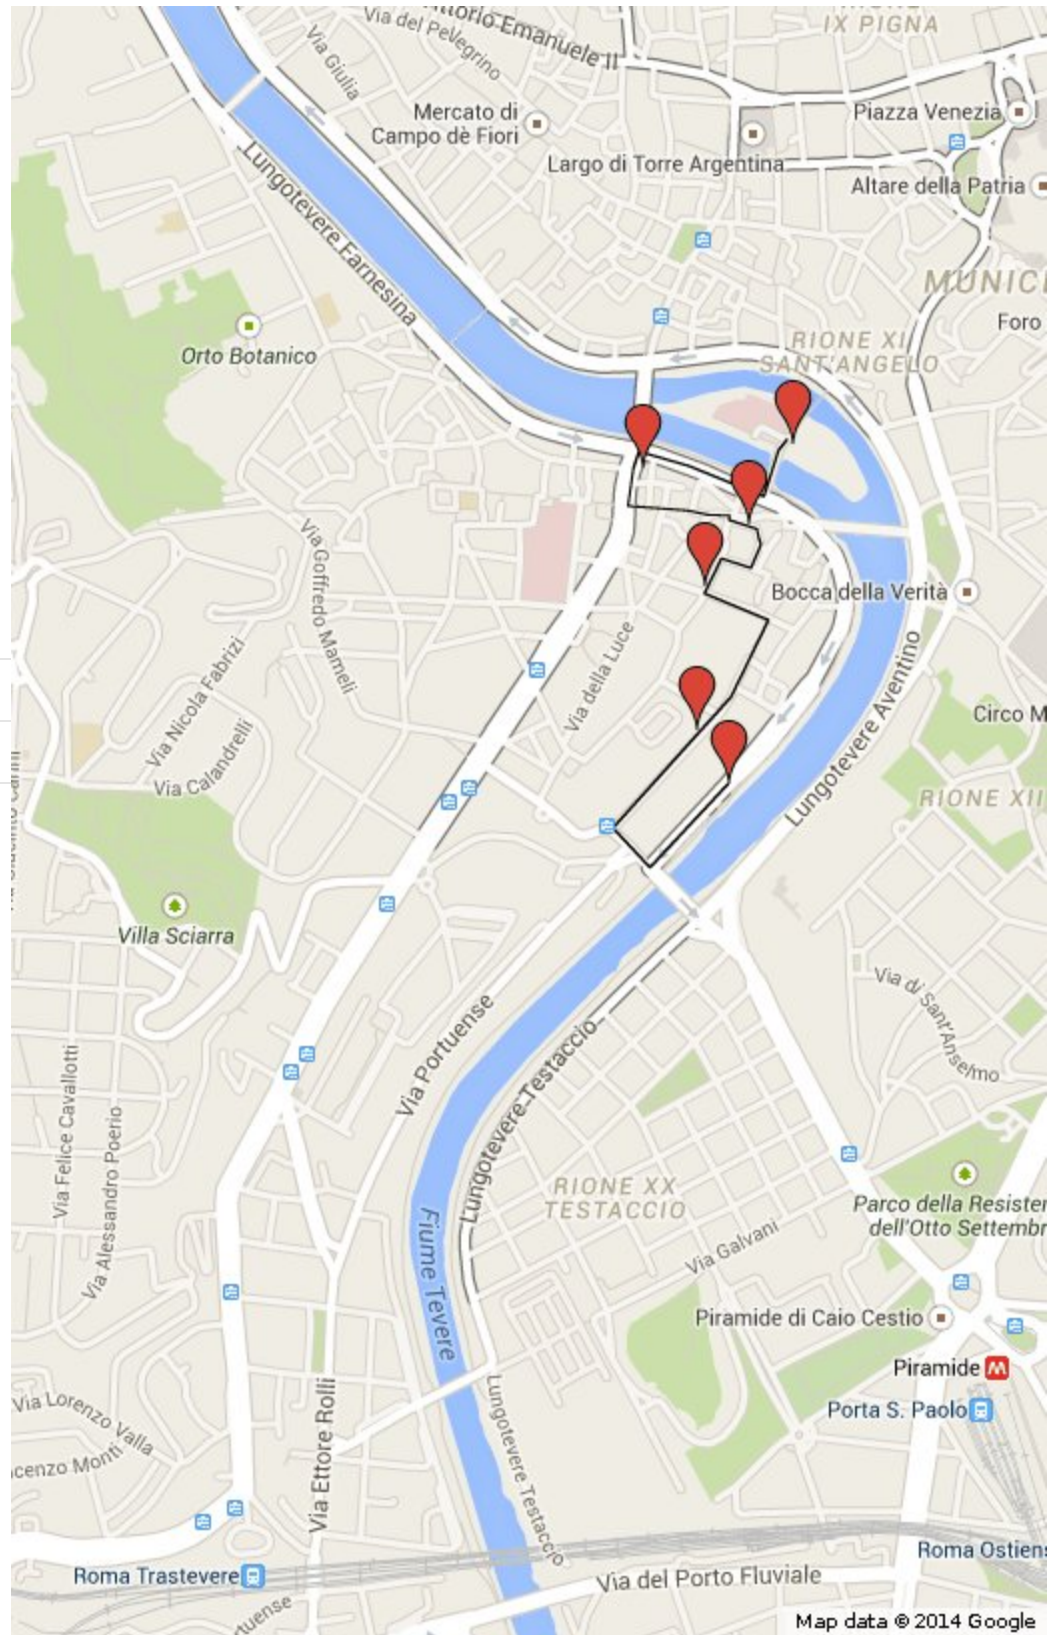 RIONE
IX PIGNA
Vittorio Emanuele II
Via del Pellegrino
Via Giulia
Mercato di
Campo dè Fiori
Piazza Venezia
Largo di Torre Argentina
Altare della Patria
Lungotevere Farnesina
MUNICI
Foro
Orto Botanico
RIONE XI
SANT'ANGELO
Via Goffredo Mameli
Bocca della Verità
Via della Luce
Via Nicola Fabrizi
Lungotevere Aventino
Circo M
Via Calandrelli
RIONE XII
Villa Sciarra
Via di Sant'Anselmo
Via Portuense
Via Felice Cavallotti
Via Alessandro Poerio
Lungotevere Testaccio
RIONE XX
TESTACCIO
Parco della Resister
dell'Otto Settembr
Via Galvani
Fiume Tevere
Piramide di Caio Cestio
Piramide M
Porta S. Paolo
Via Lorenzo Valla
cenzo Monti
Via Ettore Rolli
Lungotevere Testaccio
Roma Ostiens
Roma Trastevere
Via del Porto Fluviale
tuense
Map data © 2014 Google